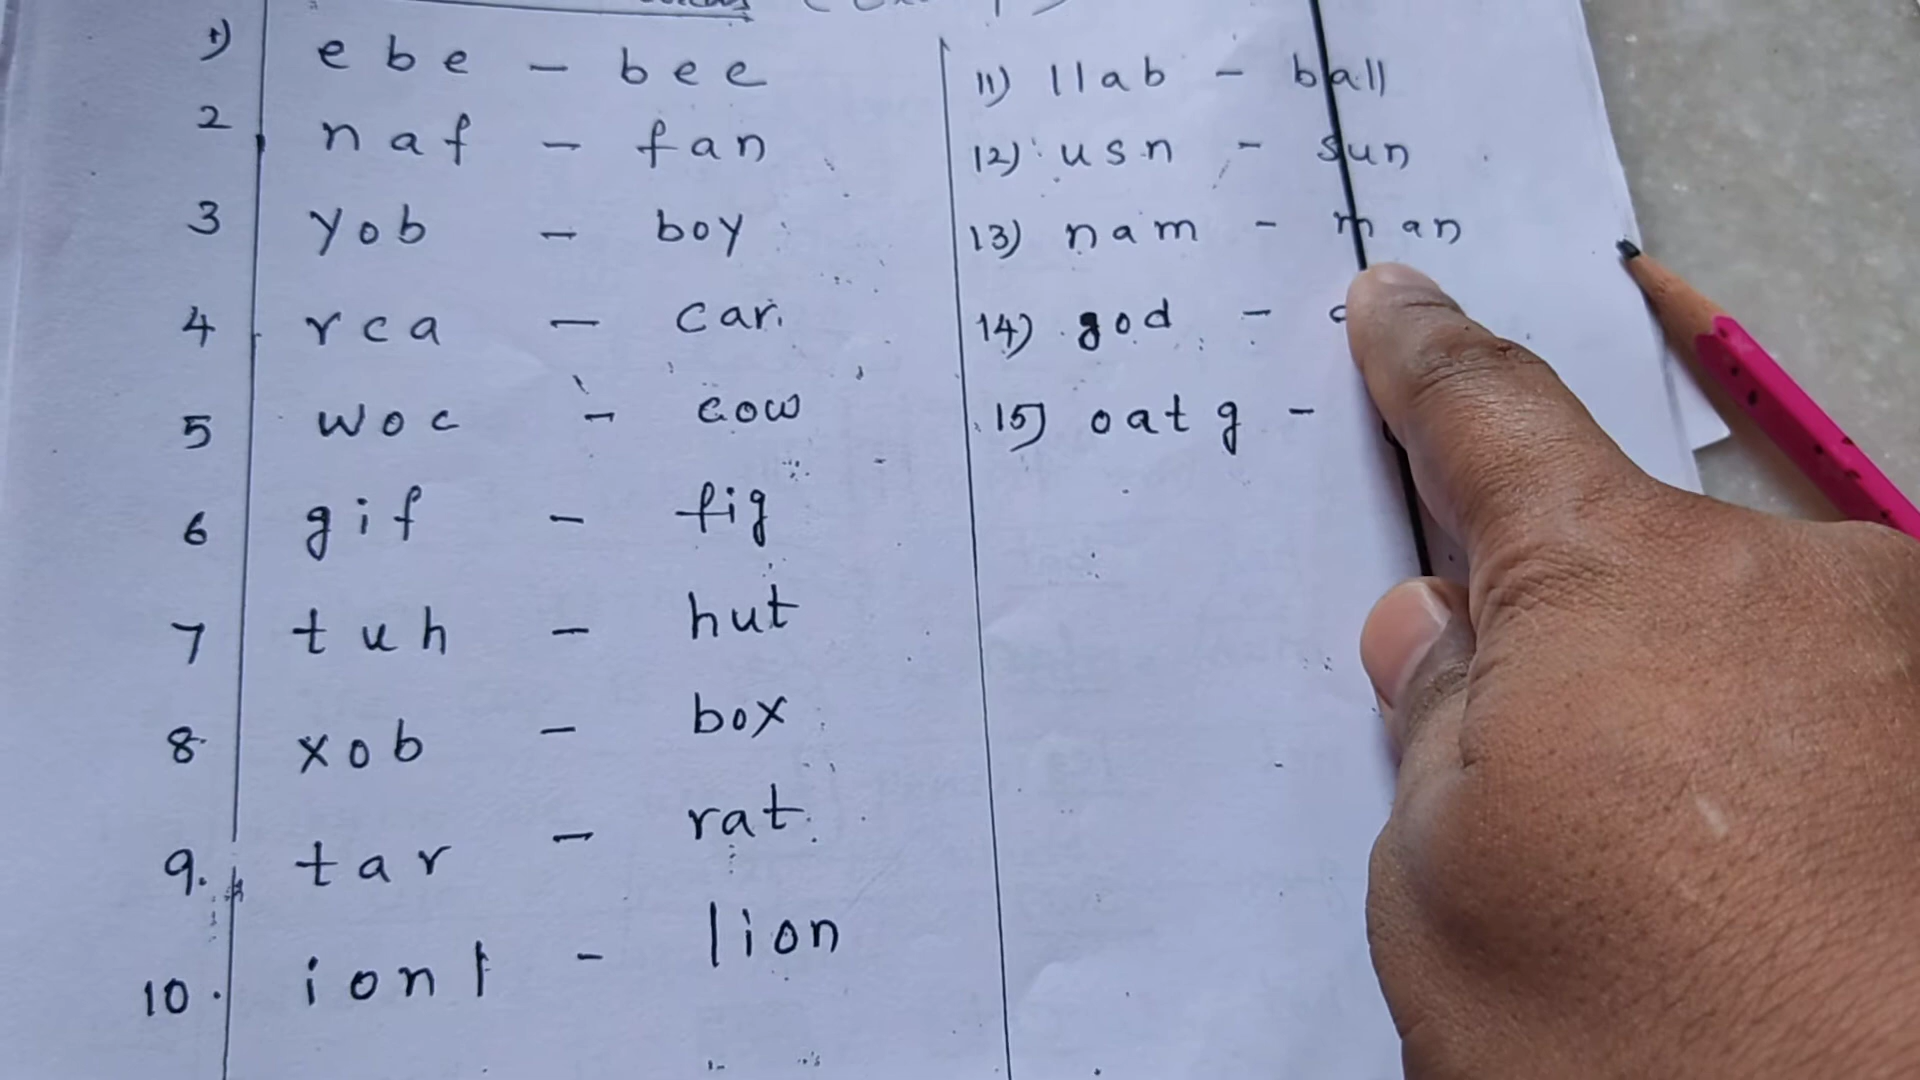 1) ebe - bee
2 naf - fan
3 yob - boy
4 rca - car.
5 woc - cow
6 gif - fig
7 tuh - hut
8. xob - box
9. tar - rat.
10. ionl - lion
11) llab - ball
12) usn - sun
13) nam - man
14) god -
15) oatg -